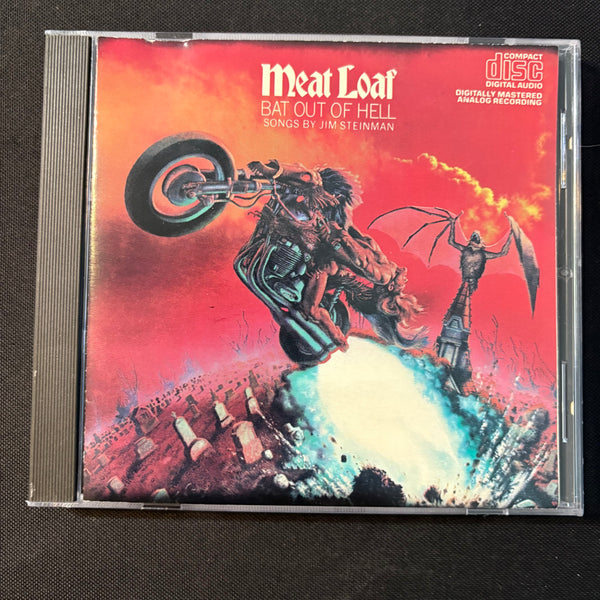 Meat Loaf
BAT OUT OF HELL
SONGS BY JIM STEINMAN
COMPACT
disc
DIGITAL AUDIO
DIGITALLY MASTERED
ANALOG RECORDING